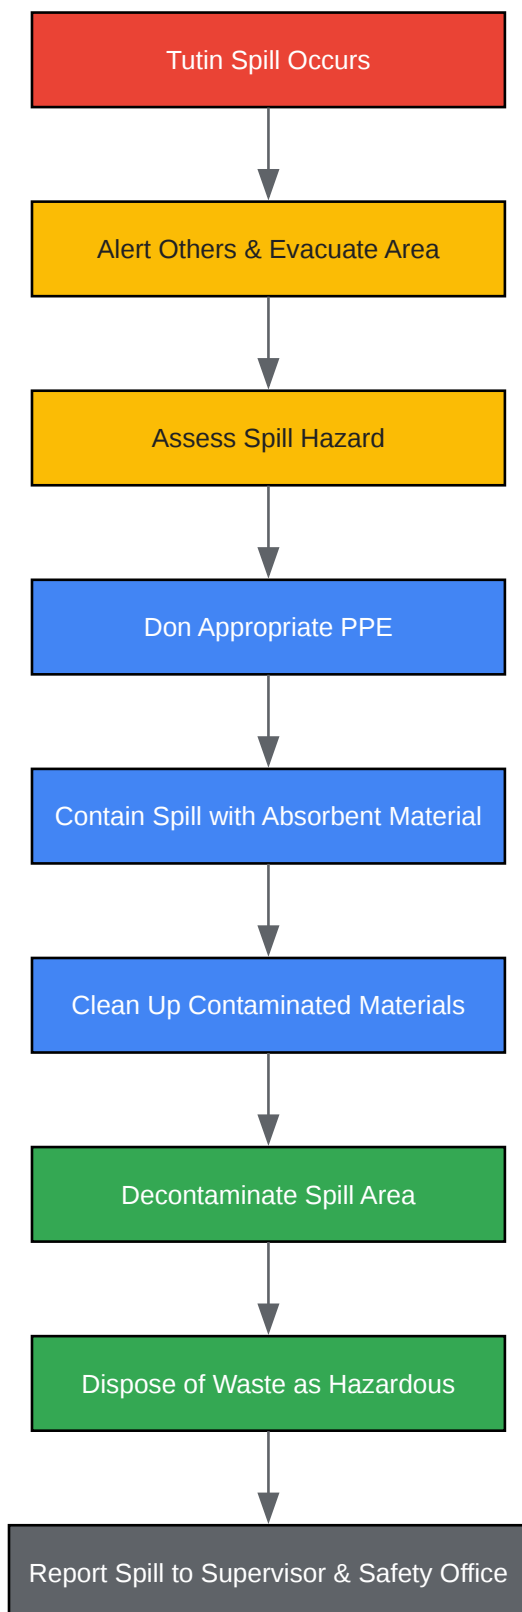 Tutin Spill Occurs
Alert Others & Evacuate Area
Assess Spill Hazard
Don Appropriate PPE
Contain Spill with Absorbent Material
Clean Up Contaminated Materials
Decontaminate Spill Area
Dispose of Waste as Hazardous
Report Spill to Supervisor & Safety Office